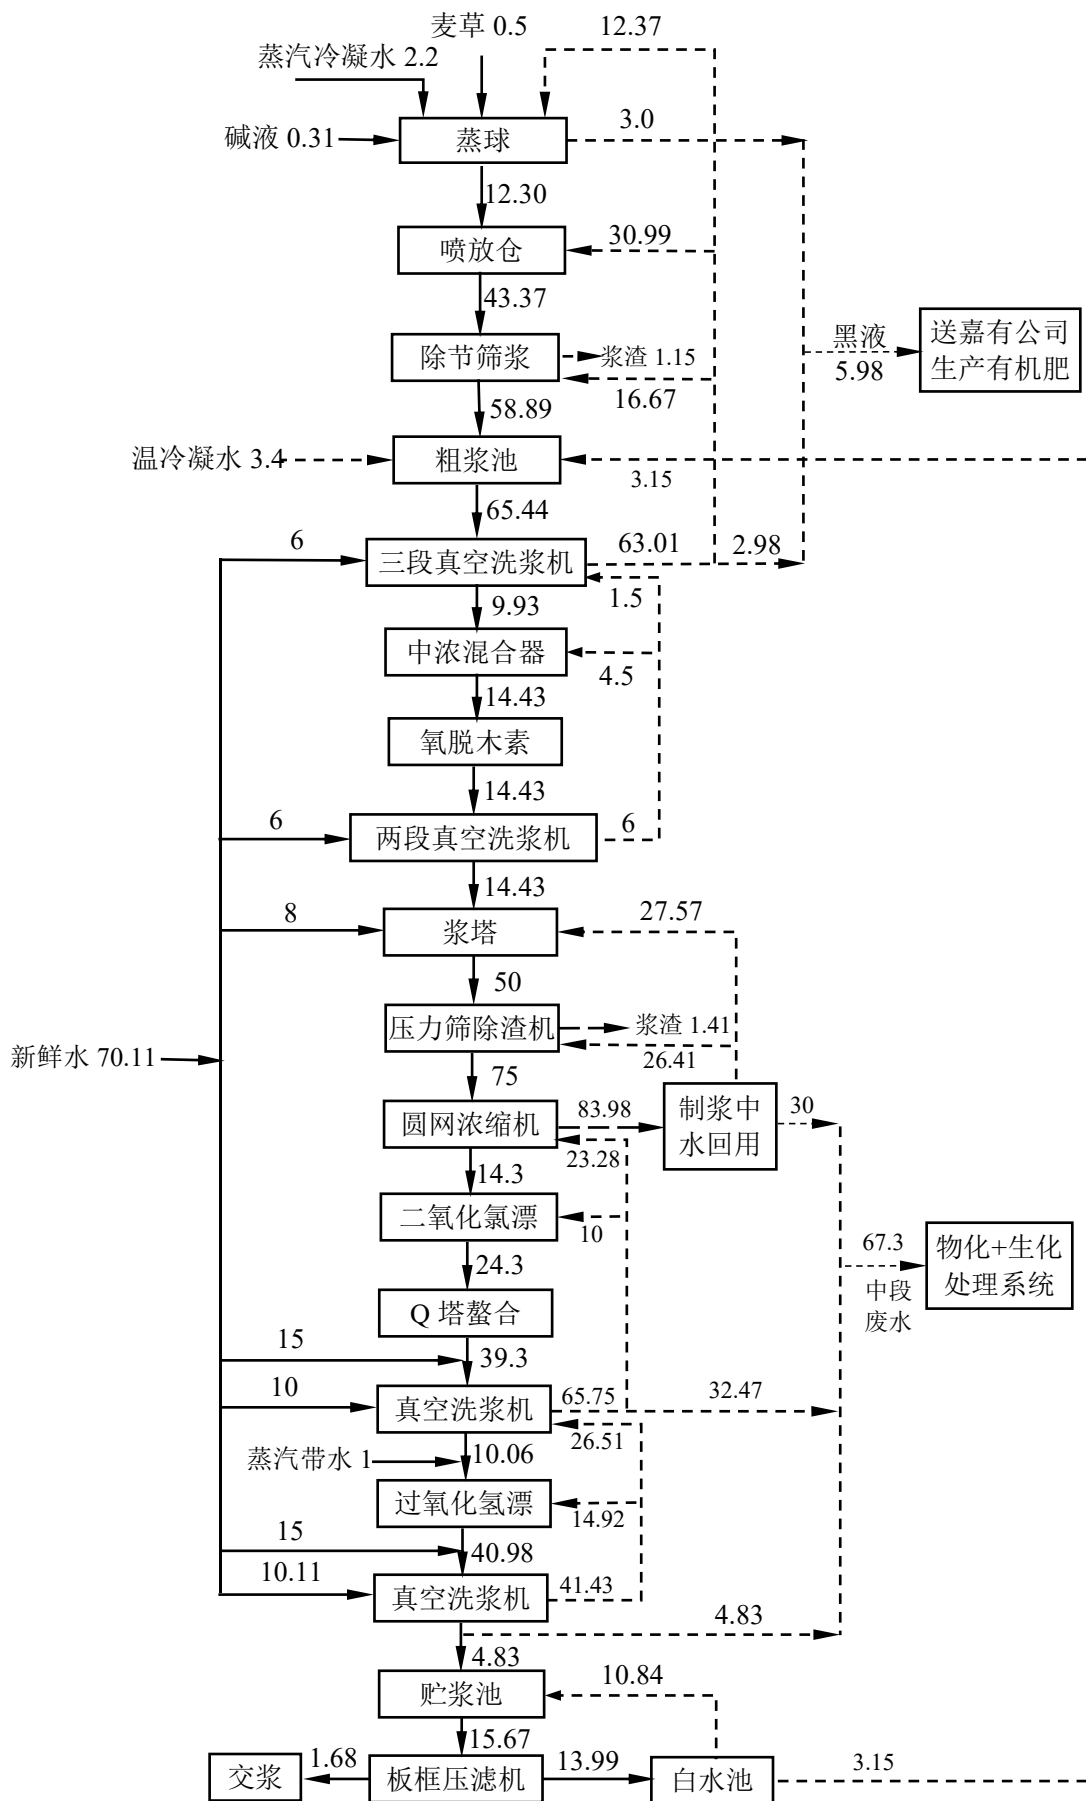 麦草 0.5
12.37
蒸汽冷凝水 2.2
碱液 0.31
蒸球
3.0
12.30
喷放仓
30.99
43.37
除节筛浆
浆渣 1.15
16.67
黑液
5.98
送嘉有公司
生产有机肥
58.89
温冷凝水 3.4
粗浆池
3.15
65.44
6
三段真空洗浆机
63.01
2.98
1.5
9.93
中浓混合器
4.5
14.43
氧脱木素
14.43
6
两段真空洗浆机
6
14.43
8
浆塔
27.57
50
压力筛除渣机
浆渣 1.41
26.41
新鲜水 70.11
75
圆网浓缩机
83.98
23.28
制浆中
水回用
30
14.3
二氧化氯漂
10
24.3
67.3
中段
废水
物化+生化
处理系统
Q 塔螯合
15
39.3
10
真空洗浆机
65.75
32.47
26.51
蒸汽带水 1
10.06
过氧化氢漂
14.92
15
40.98
10.11
真空洗浆机
41.43
4.83
4.83
贮浆池
10.84
15.67
交浆
1.68
板框压滤机
13.99
白水池
3.15